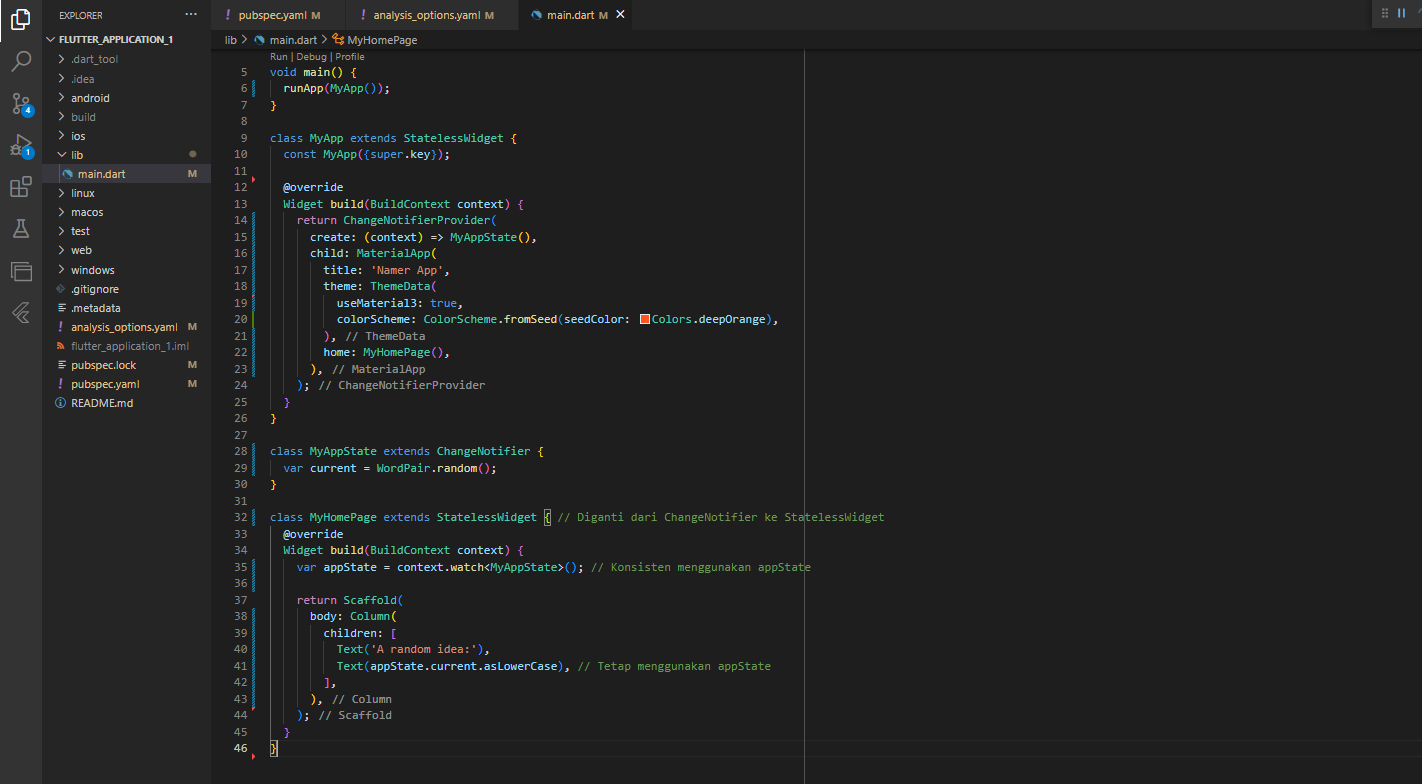 EXPLORER
FLUTTER_APPLICATION_1
.dart_tool
.idea
android
build
ios
lib
main.dart M
linux
macos
test
web
windows
.gitignore
.metadata
analysis_options.yaml M
flutter_application_1.iml
pubspec.lock M
pubspec.yaml M
README.md
4
1
pubspec.yaml M
analysis_options.yaml M
main.dart M
lib > main.dart > MyHomePage
Run | Debug | Profile
5 void main() {
6   runApp(MyApp());
7 }
8
9 class MyApp extends StatelessWidget {
10   const MyApp({super.key});
11
12   @override
13   Widget build(BuildContext context) {
14     return ChangeNotifierProvider(
15       create: (context) => MyAppState(),
16       child: MaterialApp(
17         title: 'Namer App',
18         theme: ThemeData(
19           useMaterial3: true,
20           colorScheme: ColorScheme.fromSeed(seedColor: Colors.deepOrange),
21         ), // ThemeData
22         home: MyHomePage(),
23       ), // MaterialApp
24     ); // ChangeNotifierProvider
25   }
26 }
27
28 class MyAppState extends ChangeNotifier {
29   var current = WordPair.random();
30 }
31
32 class MyHomePage extends StatelessWidget { // Diganti dari ChangeNotifier ke StatelessWidget
33   @override
34   Widget build(BuildContext context) {
35     var appState = context.watch<MyAppState>(); // Konsisten menggunakan appState
36
37     return Scaffold(
38       body: Column(
39         children: [
40           Text('A random idea:'),
41           Text(appState.current.asLowerCase), // Tetap menggunakan appState
42         ],
43       ), // Column
44     ); // Scaffold
45   }
46 }